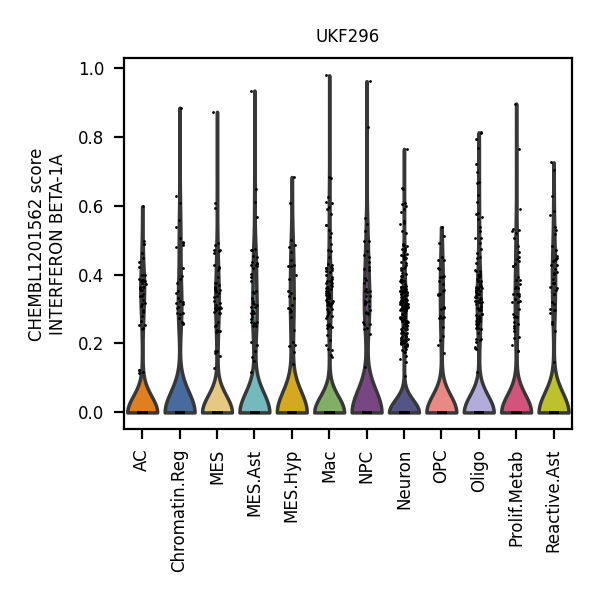 UKF296
CHEMBL1201562 score
INTERFERON BETA-1A
1.0
0.8
0.6
0.4
0.2
0.0
AC
Chromatin.Reg
MES
MES.Ast
MES.Hyp
Mac
NPC
Neuron
OPC
Oligo
Prolif.Metab
Reactive.Ast